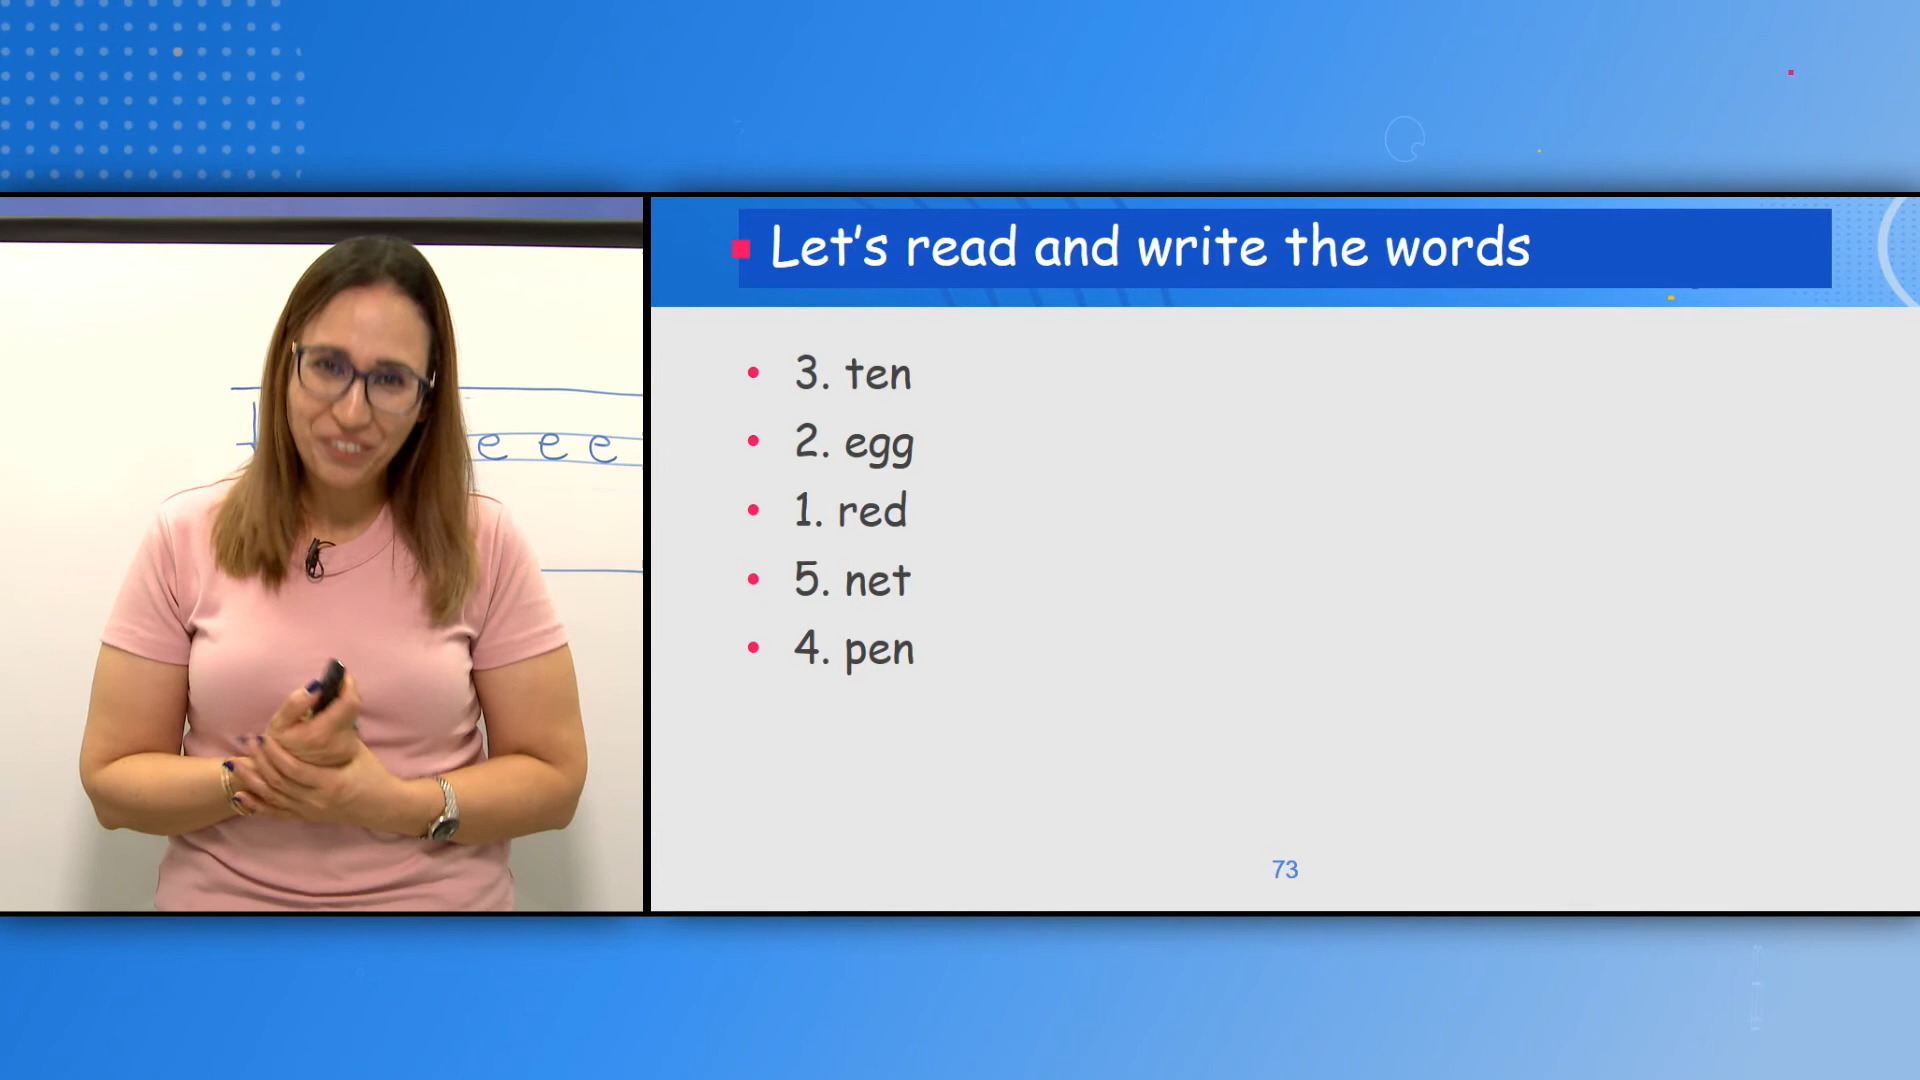 e e e
Let's read and write the words
• 3. ten
• 2. egg
• 1. red
• 5. net
• 4. pen
73